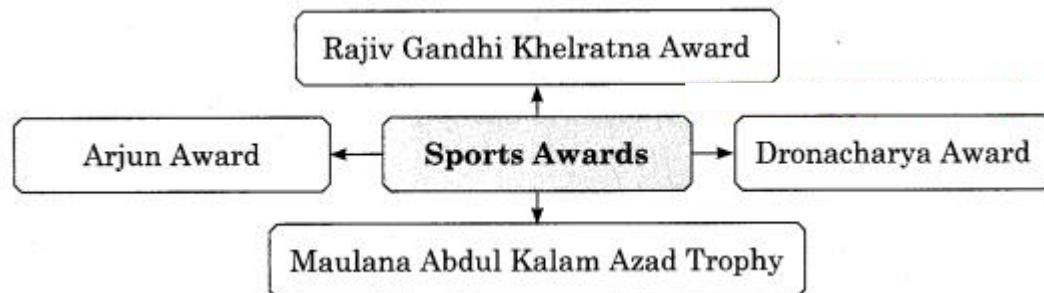 Rajiv Gandhi Khelratna Award
Arjun Award
Sports Awards
Dronacharya Award
Maulana Abdul Kalam Azad Trophy